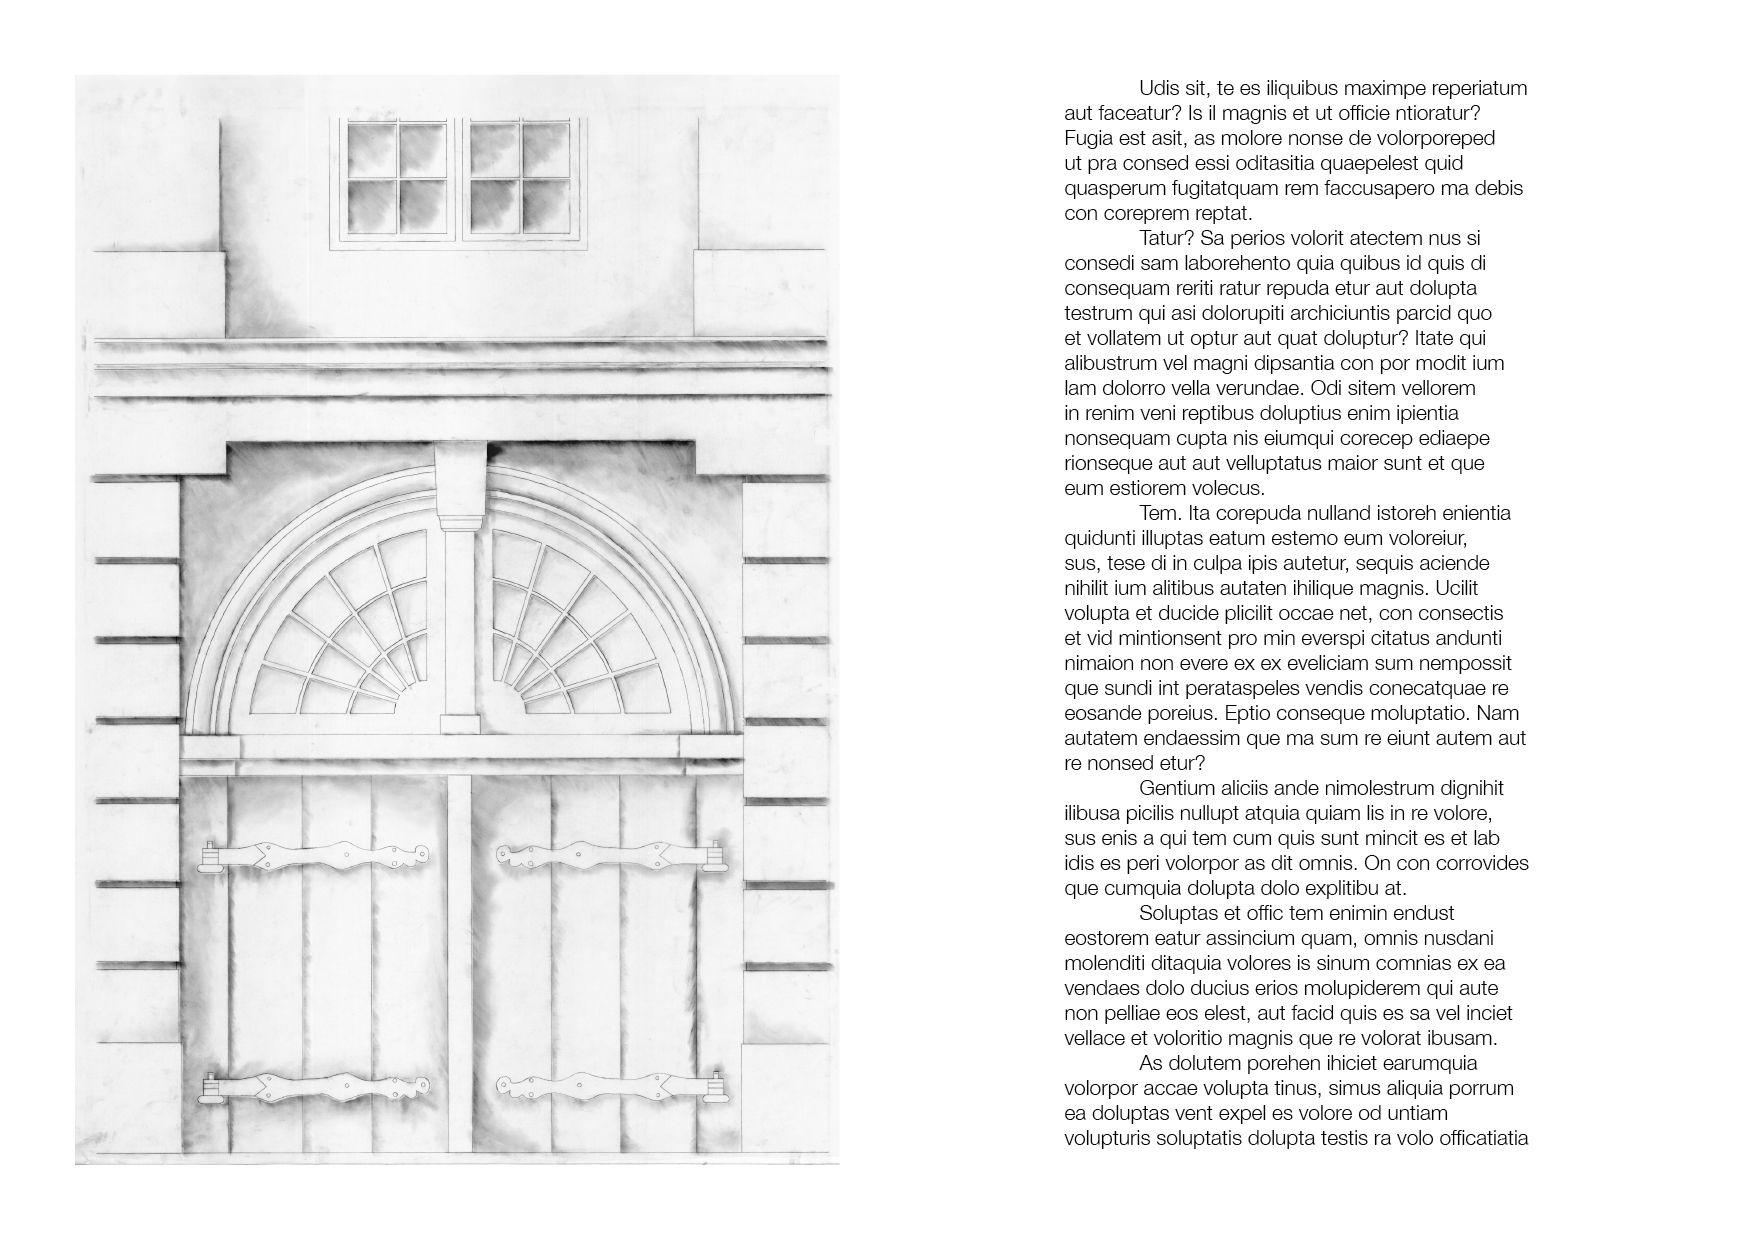 Udis sit, te es iliquibus maximpe reperiatum
aut faceatur? Is il magnis et ut officie ntioratur?
Fugia est asit, as molore nonse de volorporeped
ut pra consed essi oditasitia quaepelest quid
quasperum fugitatquam rem faccusapero ma debis
con coreprem reptat.
Tatur? Sa perios volorit atectem nus si
consedi sam laborehento quia quibus id quis di
consequam reriti ratur repuda etur aut dolupta
testrum qui asi dolorupiti archiciuntis parcid quo
et vollatem ut optur aut quat doluptur? Itate qui
alibustrum vel magni dipsantia con por modit ium
lam dolorro vella verundae. Odi sitem vellorem
in renim veni reptibus doluptius enim ipientia
nonsequam cupta nis eiumqui corecep ediaepe
rionseque aut aut velluptatus maior sunt et que
eum estiorem volecus.
Tem. Ita corepuda nulland istoreh enientia
quidunti illuptas eatum estemo eum voloreiur,
sus, tese di in culpa ipis autetur, sequis aciende
nihilit ium alitibus autaten ihilique magnis. Ucilit
volupta et ducide plicilit occae net, con consectis
et vid mintionsent pro min everspi citatus andunti
nimaion non evere ex ex eveliciam sum nempossit
que sundi int perataspeles vendis conecatquae re
eosande poreius. Eptio conseque moluptatio. Nam
autatem endaessim que ma sum re eiunt autem aut
re nonsed etur?
Gentium aliciis ande nimolestrum dignihit
ilibusa picilis nullupt atquia quiam lis in re volore,
sus enis a qui tem cum quis sunt mincit es et lab
idis es peri volorpor as dit omnis. On con corrovides
que cumquia dolupta dolo explitibu at.
Soluptas et offic tem enimin endust
eostorem eatur assincium quam, omnis nusdani
molenditi ditaquia volores is sinum comnias ex ea
vendaes dolo ducius erios molupiderem qui aute
non pelliae eos elest, aut facid quis es sa vel inciet
vellace et voloritio magnis que re volorat ibusam.
As dolutem porehen ihiciet earumquia
volorpor accae volupta tinus, simus aliquia porrum
ea doluptas vent expel es volore od untiam
volupturis soluptatis dolupta testis ra volo officatiatia